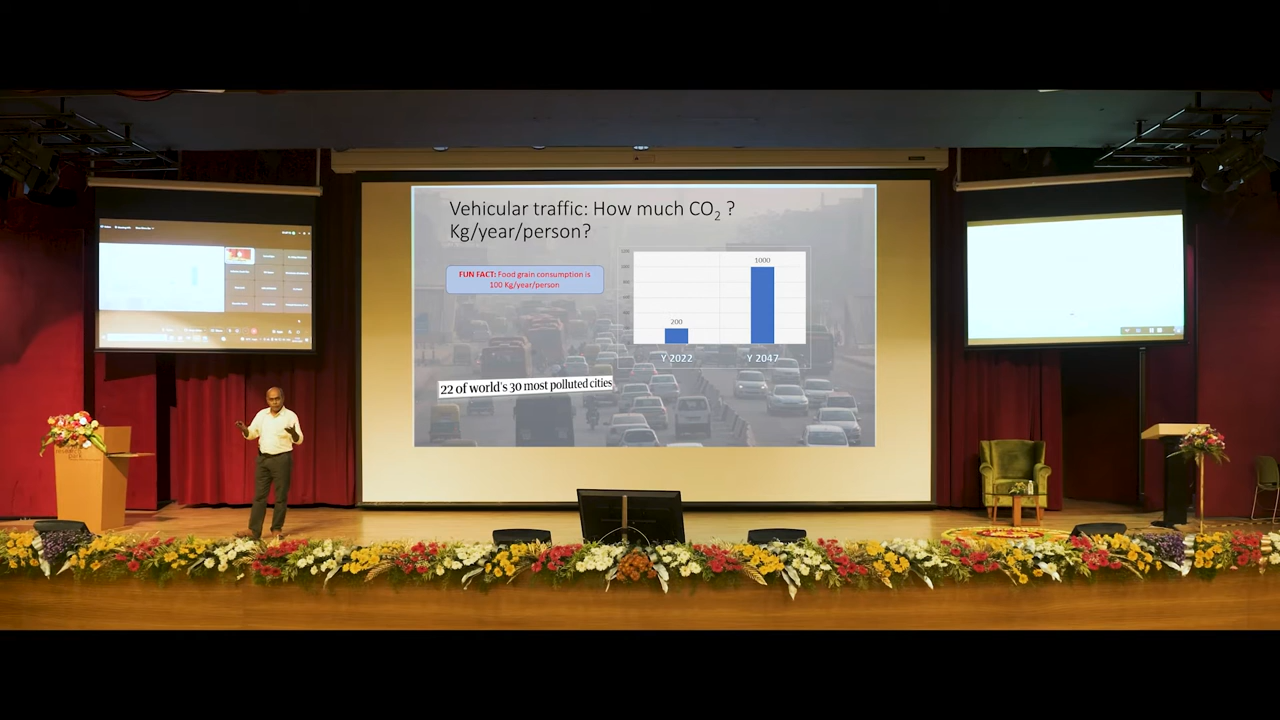 Vehicular traffic: How much CO₂ ?
Kg/year/person?
FUN FACT: Food grain consumption is
100 Kg/year/person
1000
200
Y 2022
Y 2047
22 of world's 30 most polluted cities